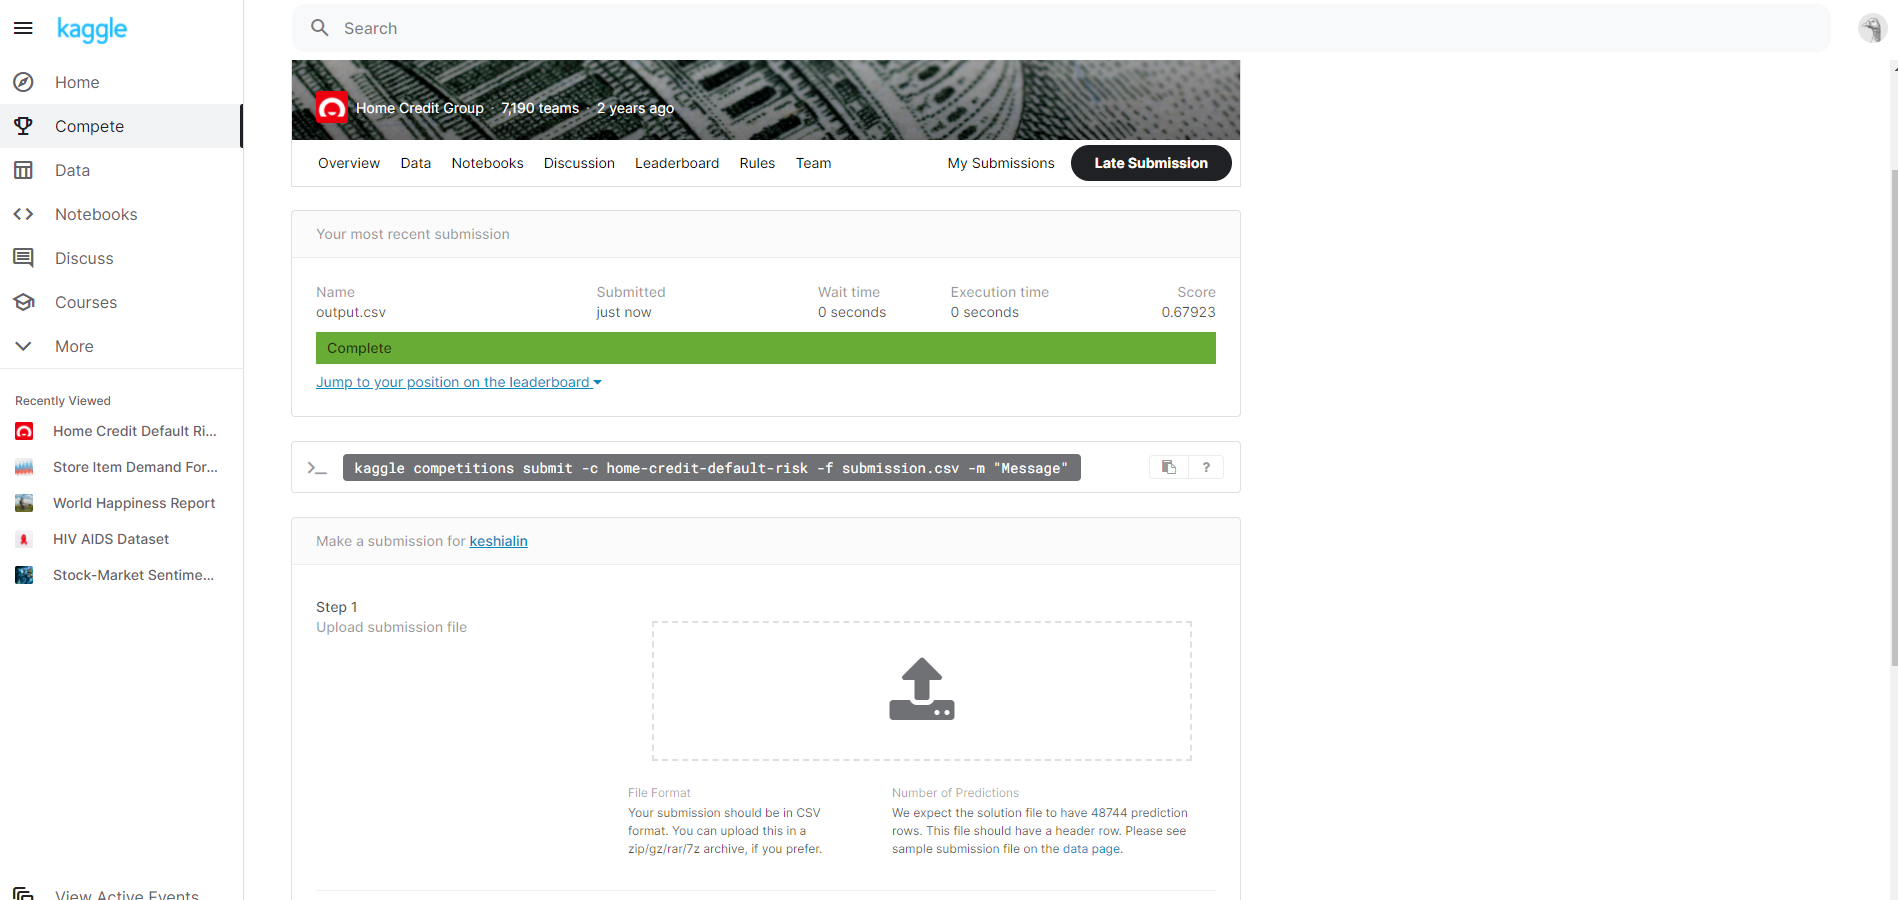 kaggle
Search
Home
Compete
Data
Notebooks
Discuss
Courses
More
Recently Viewed
Home Credit Default Ri...
Store Item Demand For...
World Happiness Report
HIV AIDS Dataset
Stock-Market Sentime...
View Active Events
Home Credit Group · 7,190 teams · 2 years ago
Overview Data Notebooks Discussion Leaderboard Rules Team My Submissions Late Submission
Your most recent submission
Name Submitted Wait time Execution time Score
output.csv just now 0 seconds 0 seconds 0.67923
Complete
Jump to your position on the leaderboard
>_ kaggle competitions submit -c home-credit-default-risk -f submission.csv -m "Message" ?
Make a submission for keshialin
Step 1
Upload submission file
File Format
Your submission should be in CSV
format. You can upload this in a
zip/gz/rar/7z archive, if you prefer.
Number of Predictions
We expect the solution file to have 48744 prediction
rows. This file should have a header row. Please see
sample submission file on the data page.